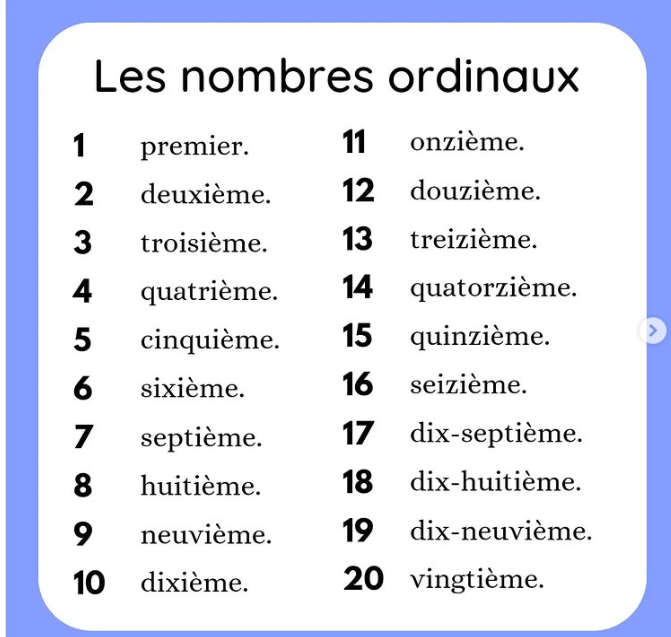 Les nombres ordinaux
1 premier.
2 deuxième.
3 troisième.
4 quatrième.
5 cinquième.
6 sixième.
7 septième.
8 huitième.
9 neuvième.
10 dixième.
11 onzième.
12 douzième.
13 treizième.
14 quatorzième.
15 quinzième.
16 seizième.
17 dix-septième.
18 dix-huitième.
19 dix-neuvième.
20 vingtième.